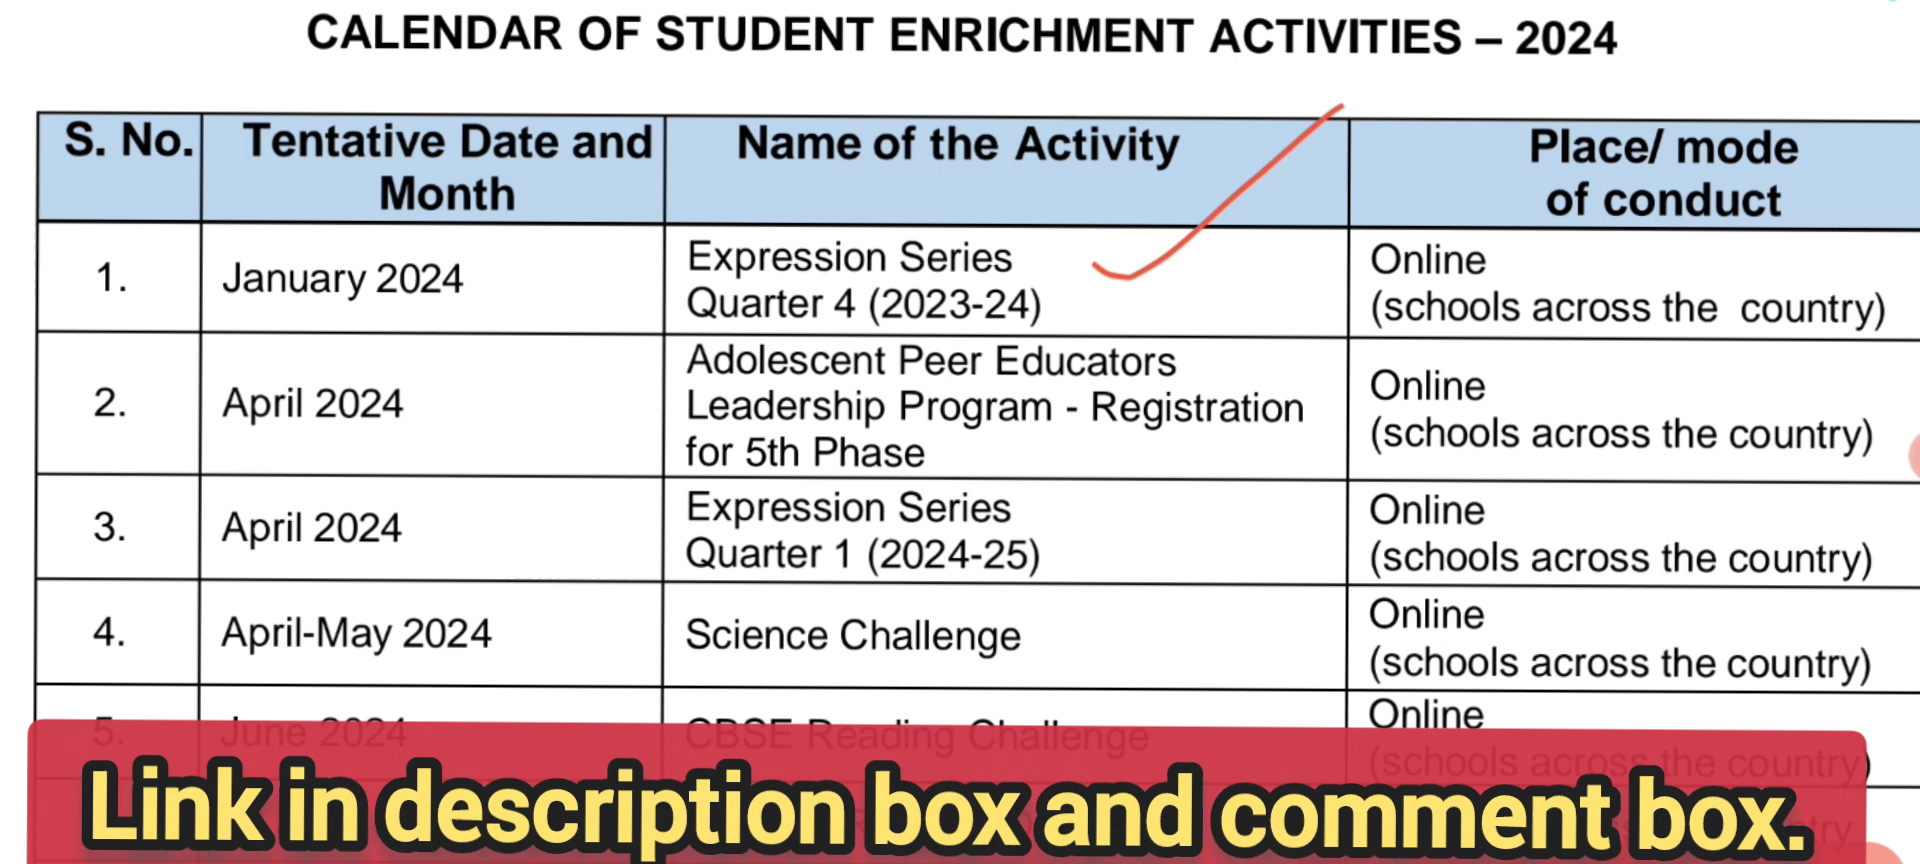 CALENDAR OF STUDENT ENRICHMENT ACTIVITIES – 2024
S. No.
Tentative Date and
Month
Name of the Activity
Place/ mode
of conduct
1.
January 2024
Expression Series
Quarter 4 (2023-24)
Online
(schools across the country)
2.
April 2024
Adolescent Peer Educators
Leadership Program - Registration
for 5th Phase
Online
(schools across the country)
3.
April 2024
Expression Series
Quarter 1 (2024-25)
Online
(schools across the country)
4.
April-May 2024
Science Challenge
Online
(schools across the country)
5.
June 2024
CBSE Reading Challenge
Online
(schools across the country)
Link in description box and comment box.